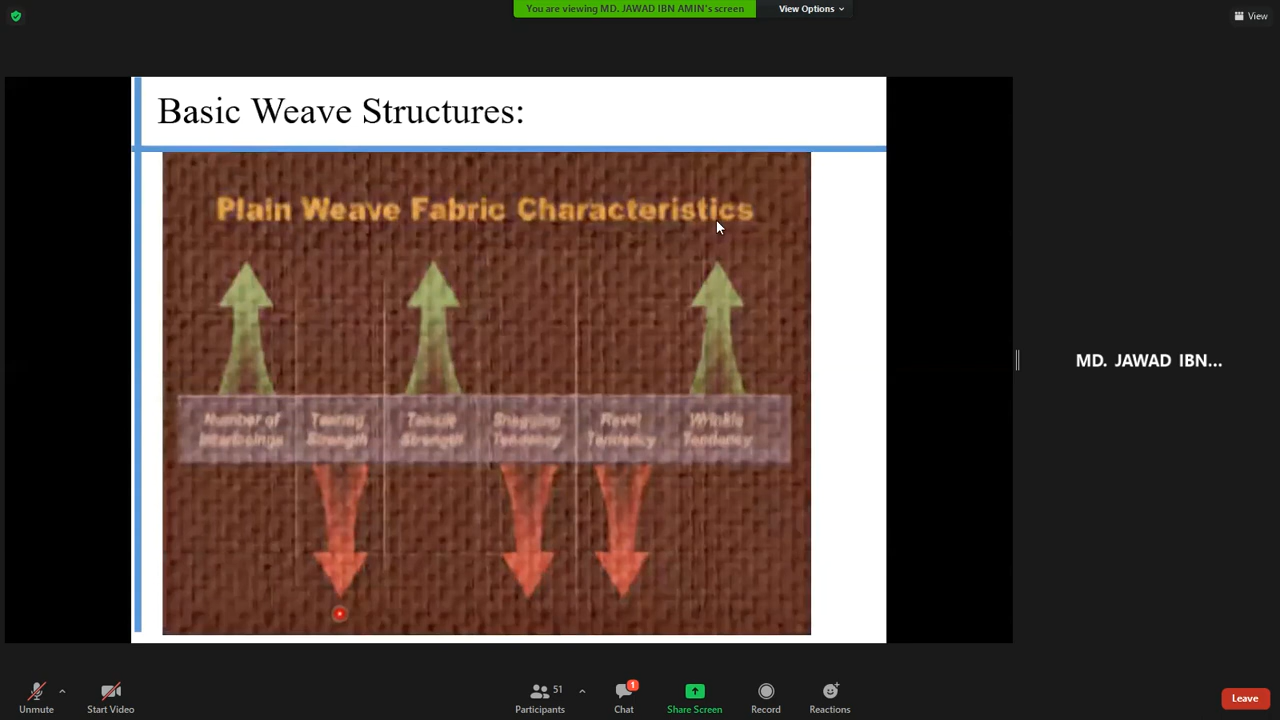 You are viewing MD. JAWAD IBN AMIN's screen
View Options
View
Basic Weave Structures:
Plain Weave Fabric Characteristics
Number of Interlacings
Tearing Strength
Tensile Strength
Snagging Tendency
Ravel Tendency
Wrinkle Tendency
MD. JAWAD IBN...
Unmute
Start Video
51
Participants
1
Chat
Share Screen
Record
Reactions
Leave